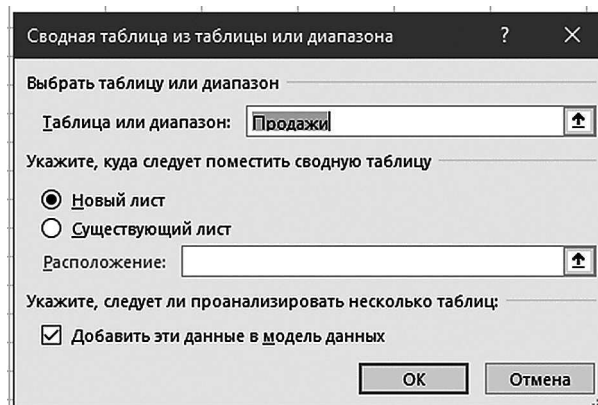 Сводная таблица из таблицы или диапазона ?
Выбрать таблицу или диапазон
Таблица или диапазон: Продажи
Укажите, куда следует поместить сводную таблицу
Новый лист
Существующий лист
Расположение:
Укажите, следует ли проанализировать несколько таблиц:
Добавить эти данные в модель данных
ОК Отмена